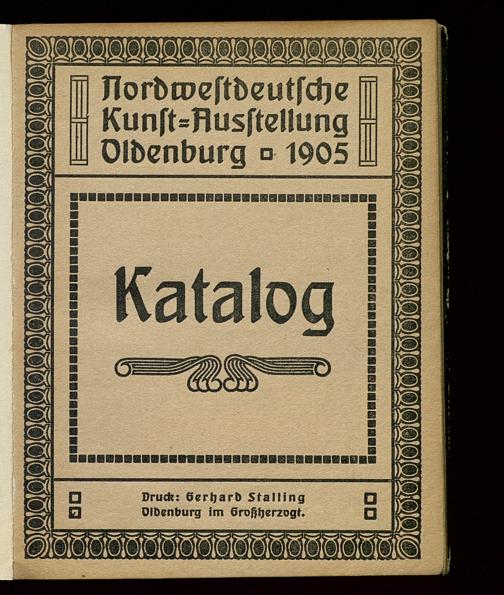 Nordweſtdeutſche
Kunſt=Ausſtellung
Oldenburg 1905
Katalog
Druck: Gerhard Stalling
Oldenburg im Großherzogt.